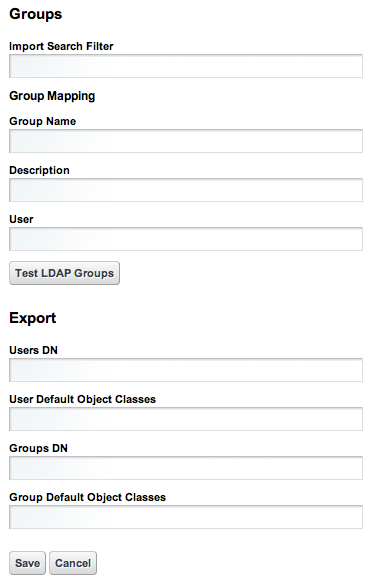 Groups
Import Search Filter
Group Mapping
Group Name
Description
User
Test LDAP Groups
Export
Users DN
User Default Object Classes
Groups DN
Group Default Object Classes
Save Cancel